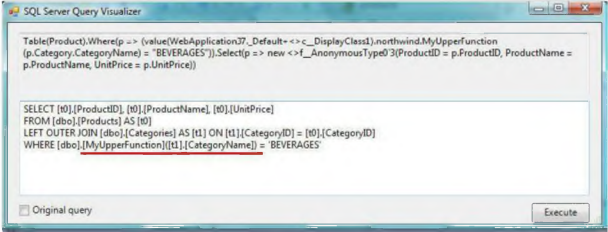 SQL Server Query Visualizer
Table(Product).Where(p => (value(WebApplication37._Default+<>c__DisplayClass1).northwind.MyUpperFunction
(p.Category.CategoryName) = "BEVERAGES")).Select(p => new <>f__AnonymousType0`3(ProductID = p.ProductID, ProductName =
p.ProductName, UnitPrice = p.UnitPrice))
SELECT [t0].[ProductID], [t0].[ProductName], [t0].[UnitPrice]
FROM [dbo].[Products] AS [t0]
LEFT OUTER JOIN [dbo].[Categories] AS [t1] ON [t1].[CategoryID] = [t0].[CategoryID]
WHERE [dbo].[MyUpperFunction]([t1].[CategoryName]) = 'BEVERAGES'
Original query
Execute